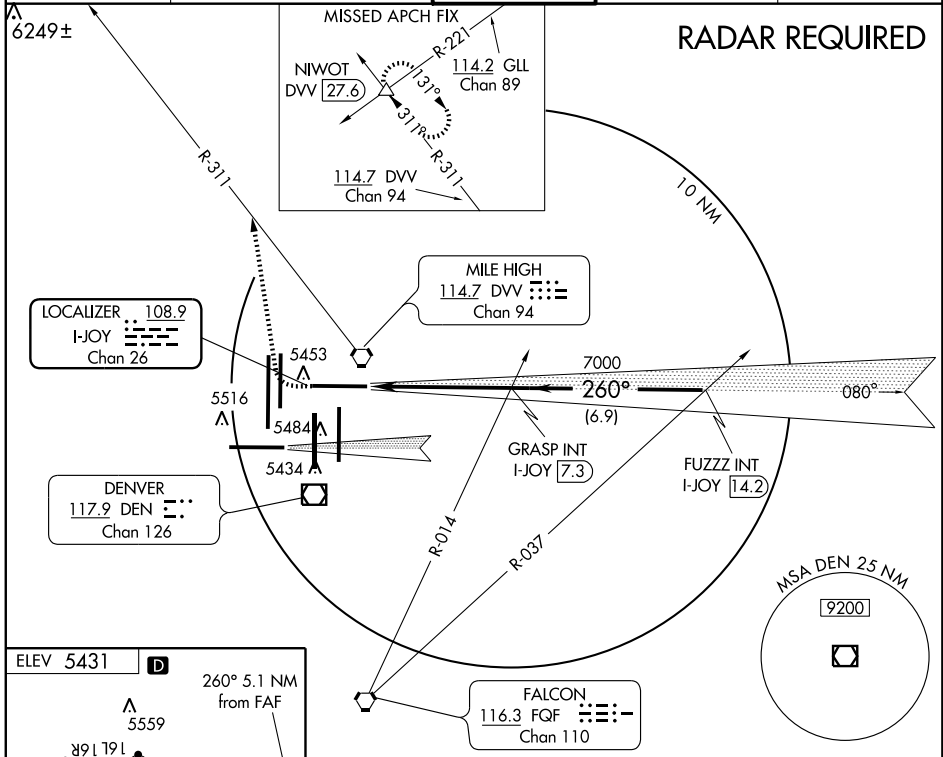 6249±
MISSED APCH FIX
RADAR REQUIRED
R-221
114.2 GLL
Chan 89
NIWOT
DVV 27.6
131°
311°
R-311
114.7 DVV
Chan 94
R-311
10 NM
MILE HIGH
114.7 DVV
Chan 94
LOCALIZER 108.9
I-JOY
Chan 26
5453
5516
5484
5434
7000
260°
(6.9)
080°
GRASP INT
I-JOY 7.3
FUZZZ INT
I-JOY 14.2
DENVER
117.9 DEN
Chan 126
R-014
R-037
MSA DEN 25 NM
9200
ELEV 5431 D
260° 5.1 NM
from FAF
5559
16L 16R
FALCON
116.3 FQF
Chan 110